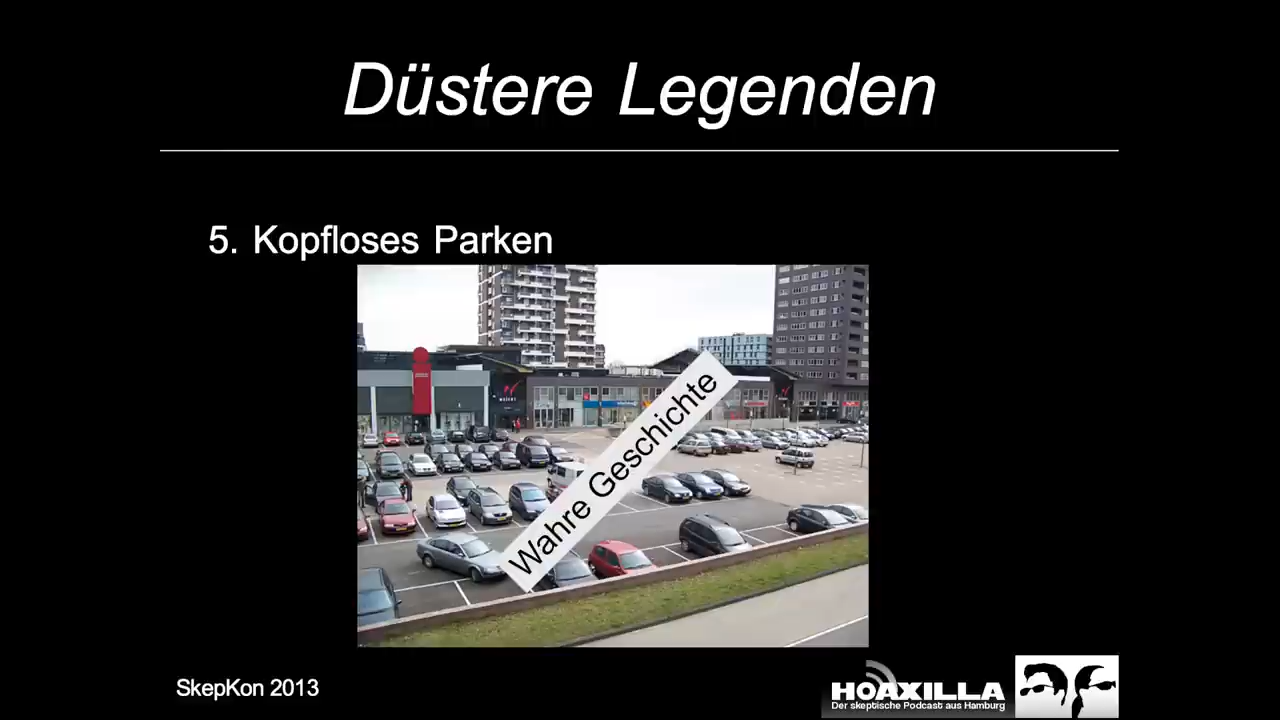 Düstere Legenden
5. Kopfloses Parken
Wahre Geschichte
SkepKon 2013
HOAXILLA
Der skeptische Podcast aus Hamburg